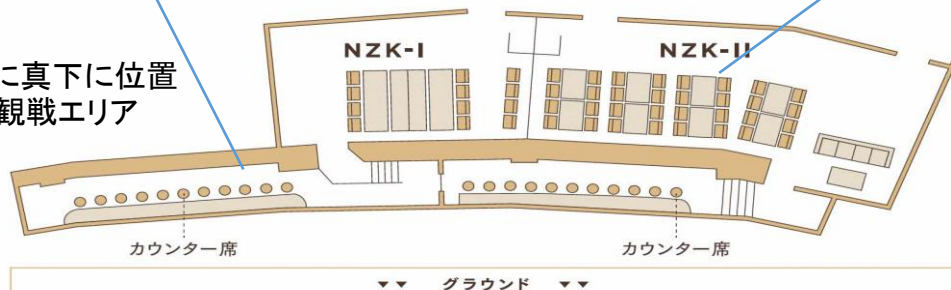 NZK-I
NZK-II
に真下に位置
観戦エリア
カウンター席
カウンター席
▼▼ グラウンド ▼▼